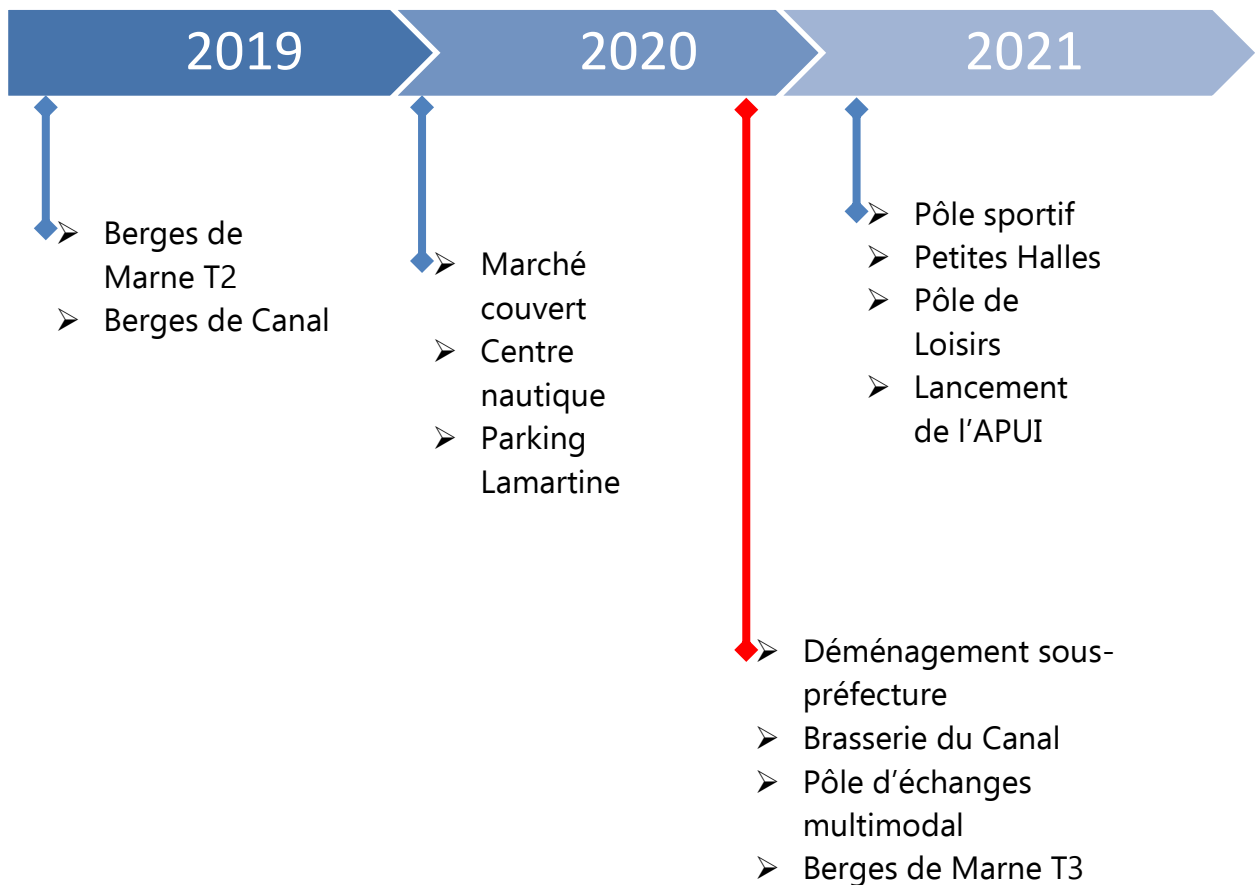 2019
2020
2021
➢ Berges de
Marne T2
➢ Berges de Canal
➢ Marché
couvert
➢ Centre
nautique
➢ Parking
Lamartine
➢ Pôle sportif
➢ Petites Halles
➢ Pôle de
Loisirs
➢ Lancement
de l’APUI
➢ Déménagement sous-
préfecture
➢ Brasserie du Canal
➢ Pôle d’échanges
multimodal
➢ Berges de Marne T3